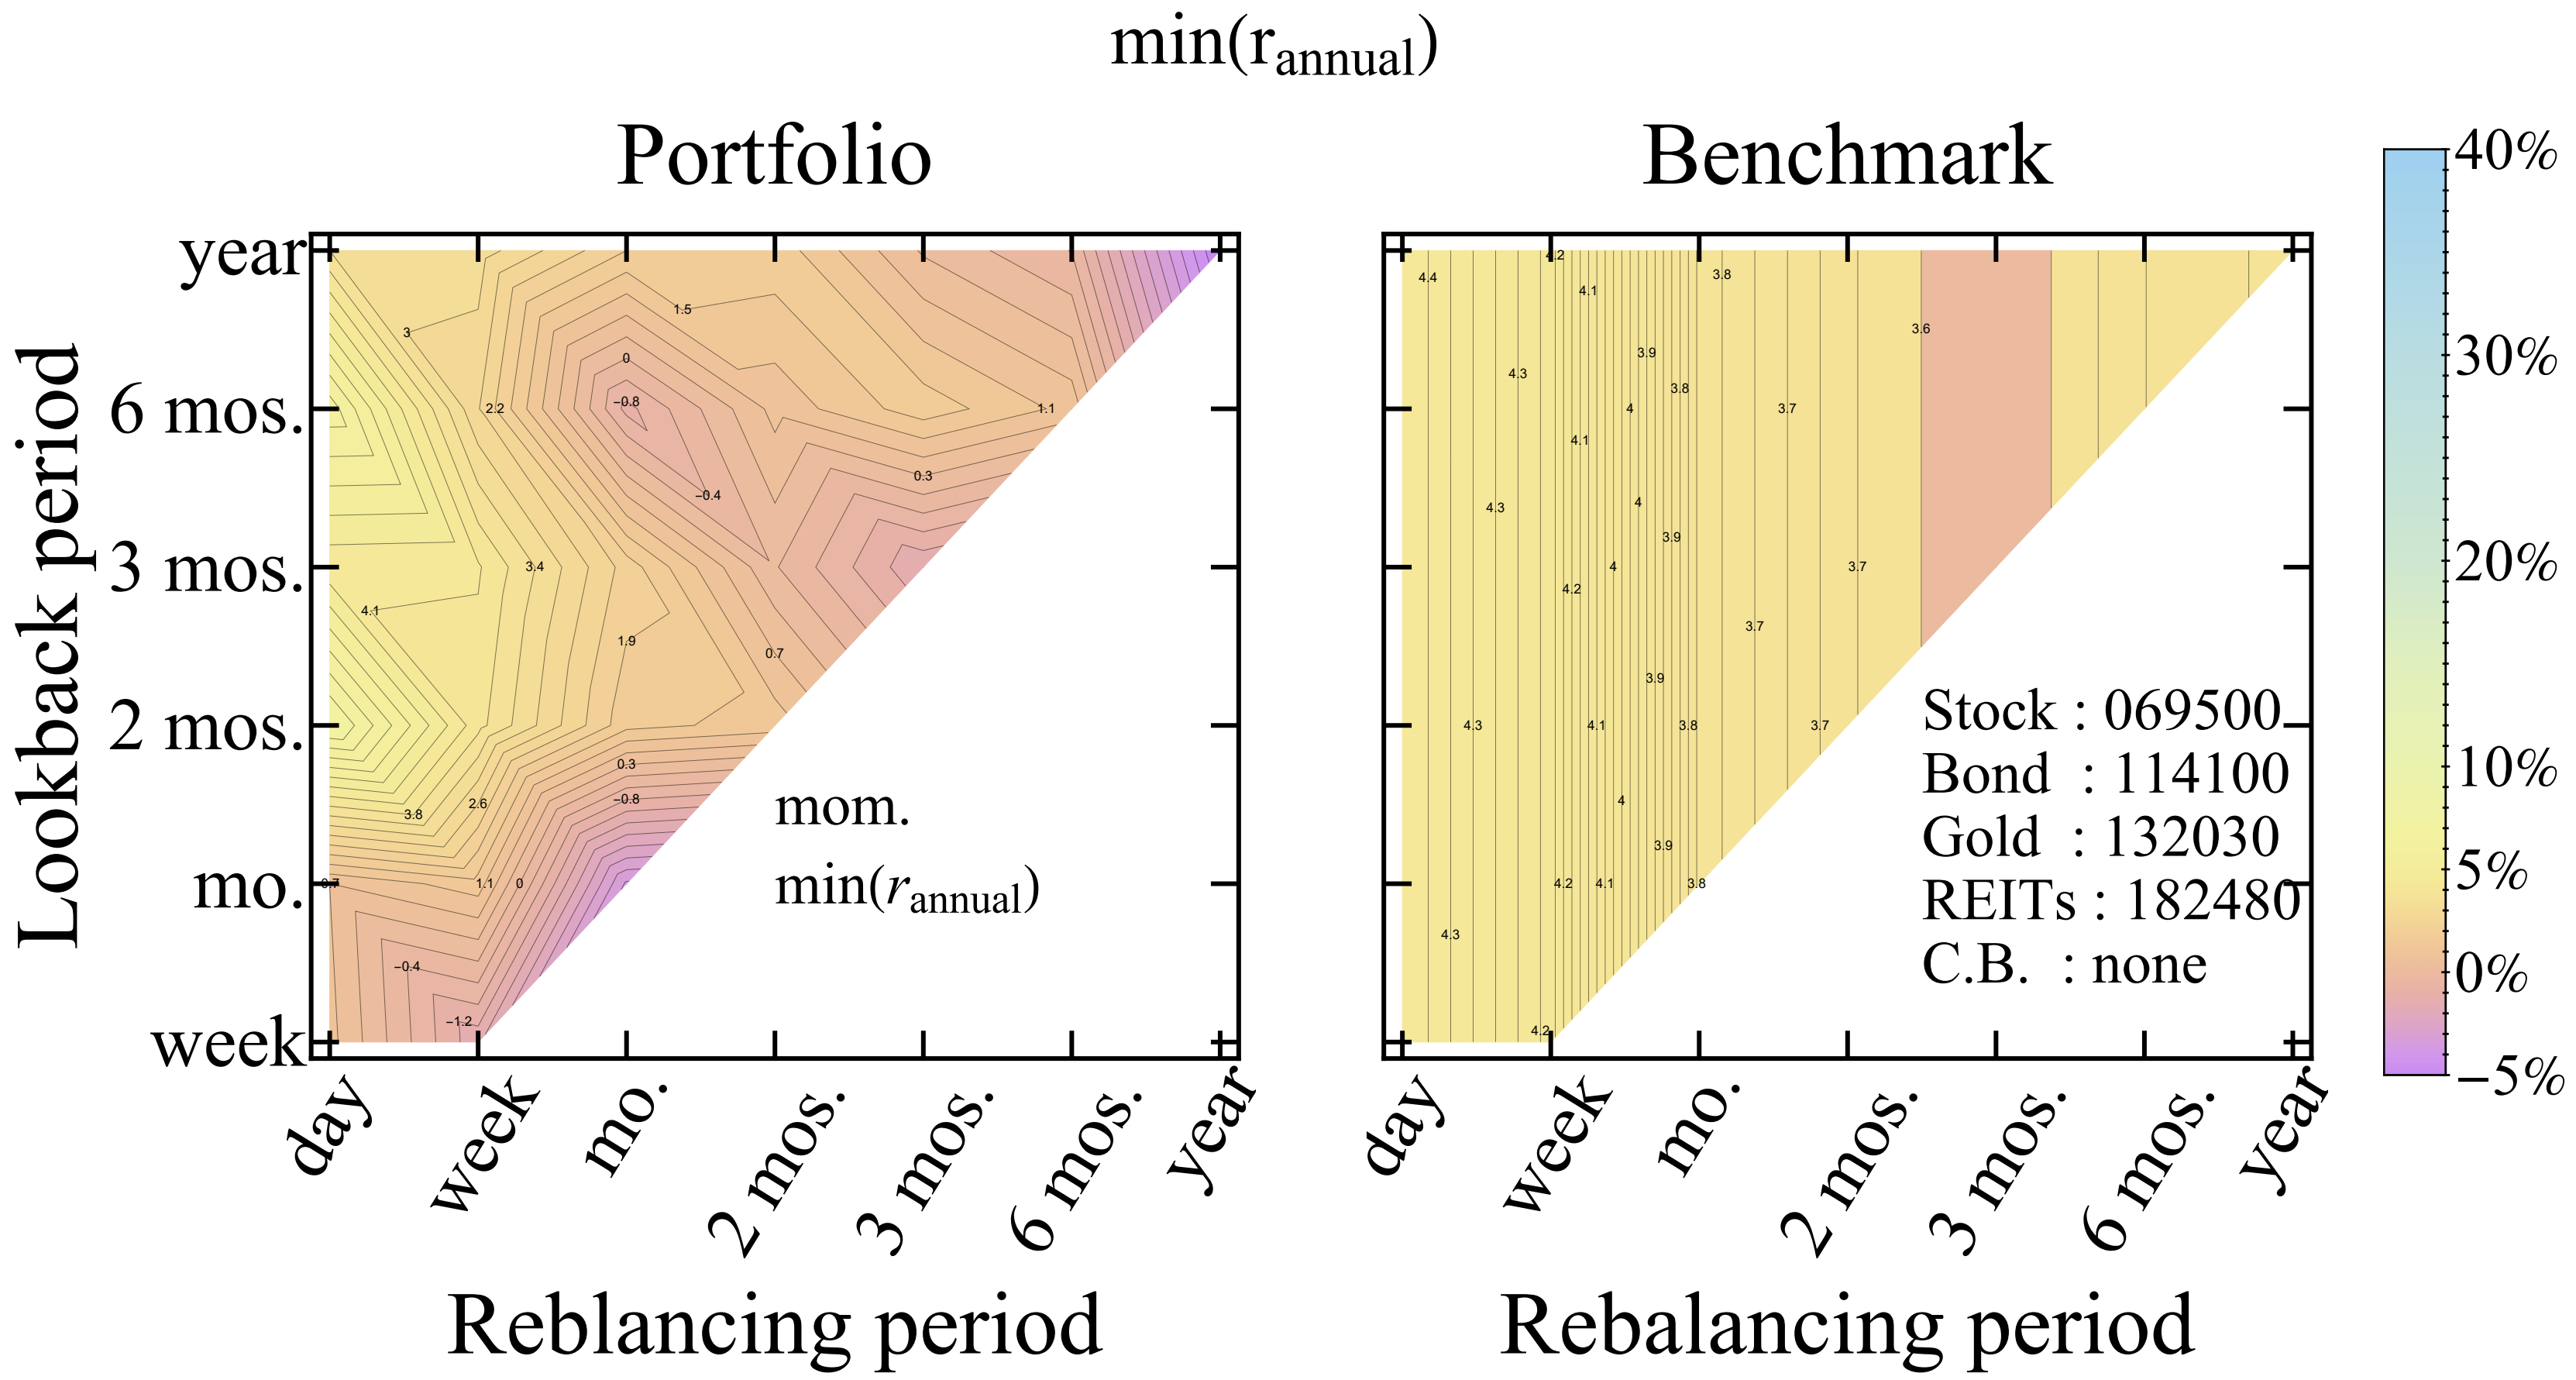 min(r_annual)
Portfolio
Benchmark
Lookback period
year
6 mos.
3 mos.
2 mos.
mo.
week
3
1.5
0
2.2
−0.8
1.1
−0.4
0.3
3.4
4.1
1.9
0.7
0.3
2.6
−0.8
3.8
0.7
1.1
0
−0.4
−1.2
mom.
min(r_annual)
day
week
mo.
2 mos.
3 mos.
6 mos.
year
Reblancing period
4.2
4.4
3.8
4.1
3.6
3.9
4.3
3.8
4
3.7
4.1
4
4.3
3.9
4
3.7
4.2
3.7
3.9
4.3
4.1
3.8
3.7
4
3.9
4.2
4.1
3.8
4.3
4.2
Stock : 069500
Bond : 114100
Gold : 132030
REITs : 182480
C.B. : none
day
week
mo.
2 mos.
3 mos.
6 mos.
year
Rebalancing period
40%
30%
20%
10%
5%
0%
−5%